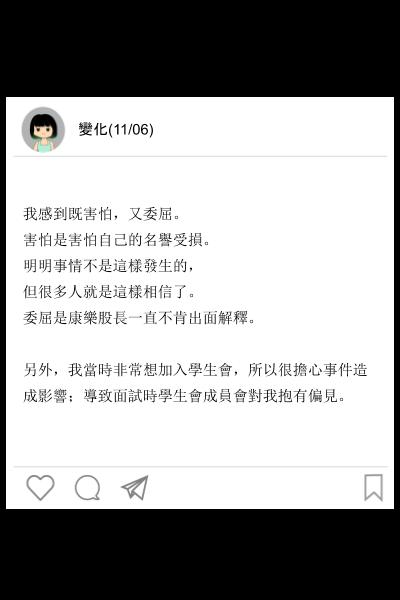 變化(11/06)
我感到既害怕，又委屈。
害怕是害怕自己的名譽受損。
明明事情不是這樣發生的，
但很多人就是這樣相信了。
委屈是康樂股長一直不肯出面解釋。
另外，我當時非常想加入學生會，所以很擔心事件造
成影響；導致面試時學生會成員會對我抱有偏見。